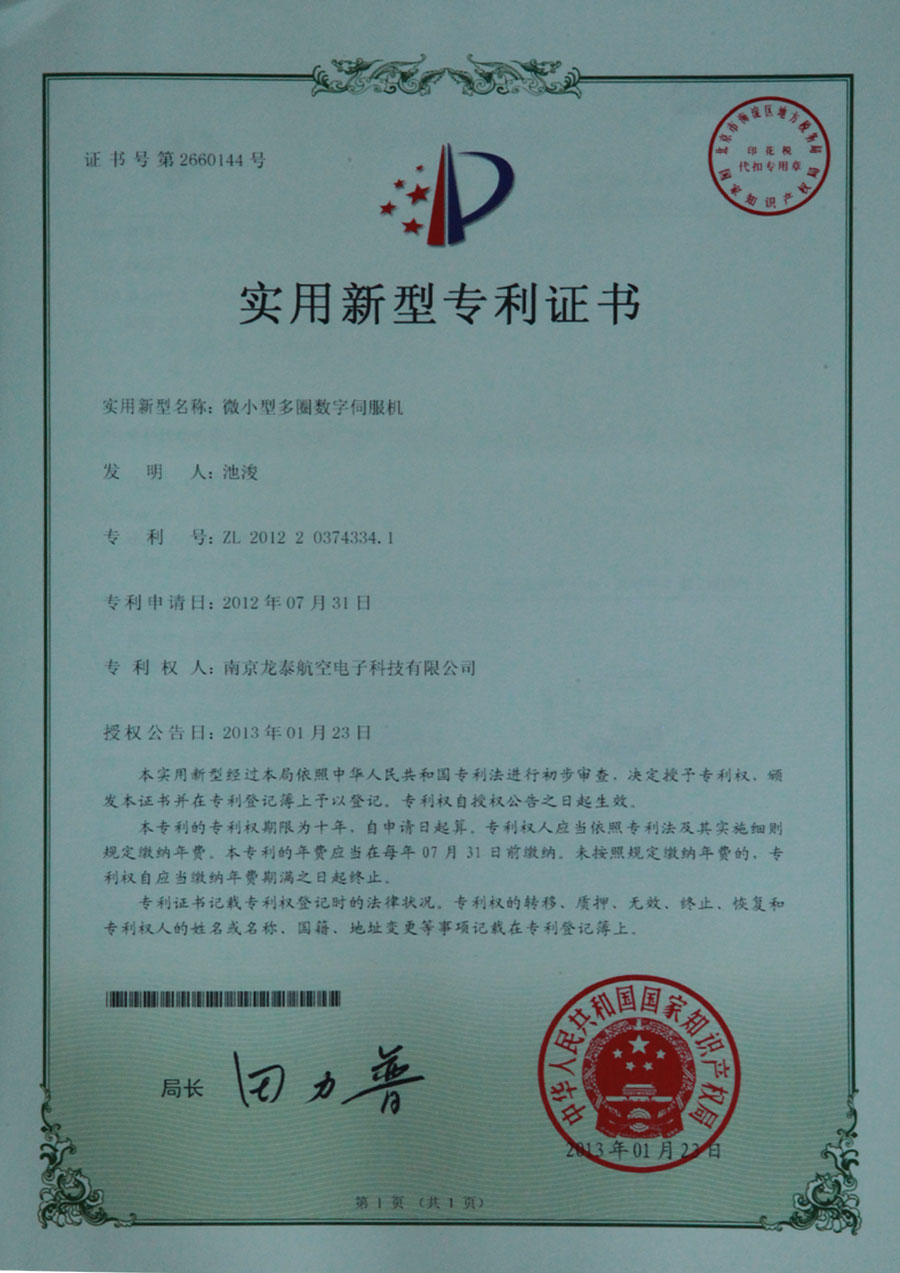 证书号第2660144号
北京市海淀区地方税务局
印花税
代扣专用章
国家知识产权局
实用新型专利证书
实用新型名称：微小型多圈数字伺服机
发明人：池浚
专利号：ZL 2012 2 0374334.1
专利申请日：2012年07月31日
专利权人：南京龙泰航空电子科技有限公司
授权公告日：2013年01月23日
本实用新型经过本局依照中华人民共和国专利法进行初步审查，决定授予专利权，颁
发本证书并在专利登记簿上予以登记。专利权自授权公告之日起生效。
本专利的专利权期限为十年，自申请日起算。专利权人应当依照专利法及其实施细则
规定缴纳年费。本专利的年费应当在每年07月31日前缴纳。未按照规定缴纳年费的，专
利权自应当缴纳年费期满之日起终止。
专利证书记载专利权登记时的法律状况。专利权的转移、质押、无效、终止、恢复和
专利权人的姓名或名称、国籍、地址变更等事项记载在专利登记簿上。
局长 田力普
中华人民共和国国家知识产权局
2013年01月23日
第1页（共1页）